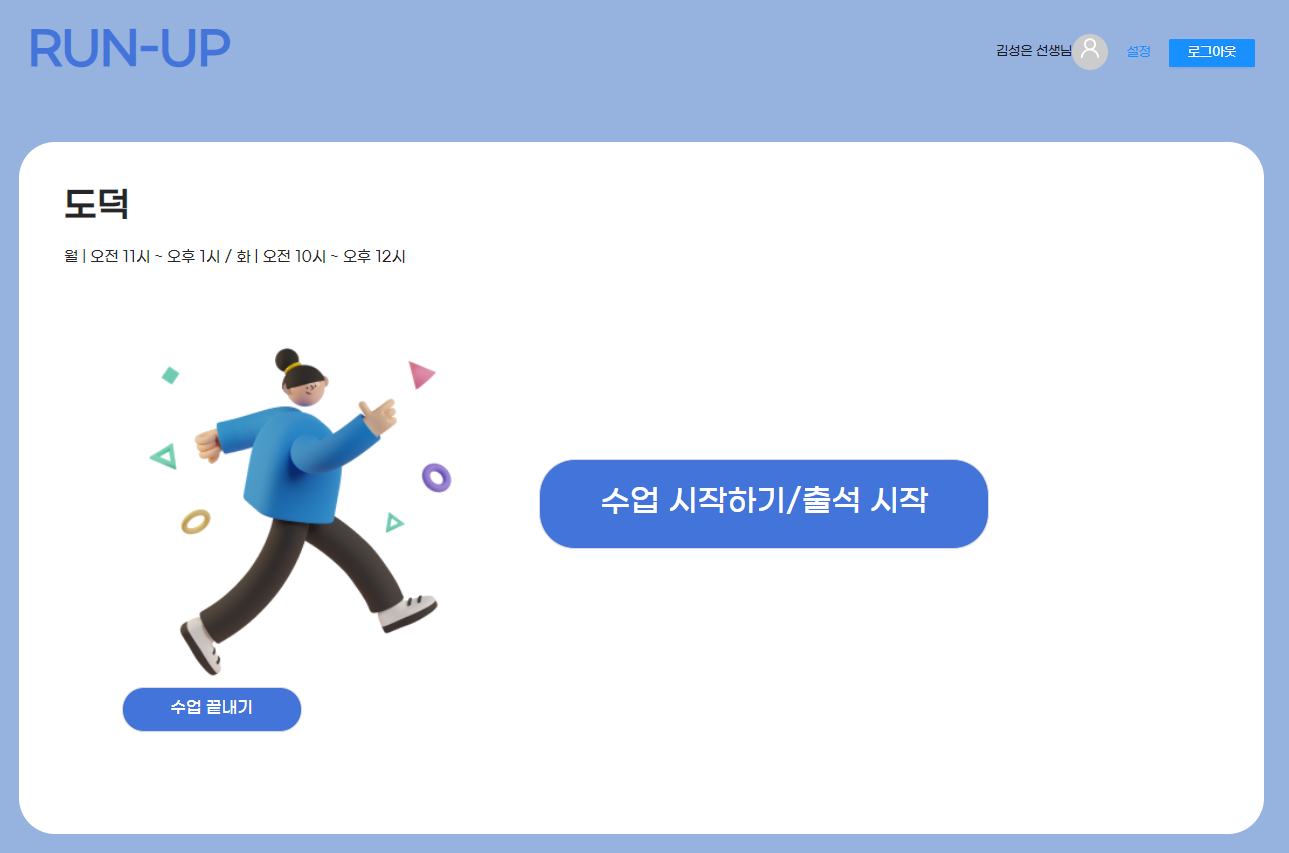 RUN-UP
김성은 선생님 설정 로그아웃
도덕
월 | 오전 11시 ~ 오후 1시 / 화 | 오전 10시 ~ 오후 12시
수업 시작하기/출석 시작
수업 끝내기